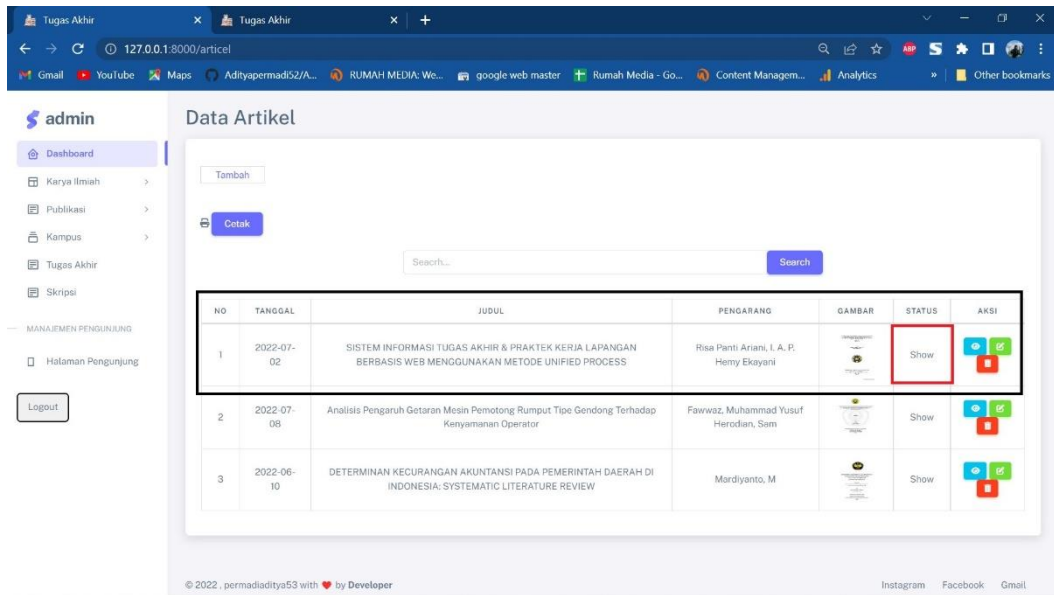 Tugas Akhir
Tugas Akhir
127.0.0.1:8000/articel
ABP
S
Gmail
YouTube
Maps
Adityapermadi52/A...
RUMAH MEDIA: We...
google web master
Rumah Media - Go...
Content Managem...
Analytics
»
Other bookmarks
admin
Dashboard
Karya Ilmiah
Publikasi
Kampus
Tugas Akhir
Skripsi
MANAJEMEN PENGUNJUNG
Halaman Pengunjung
Logout
Data Artikel
Tambah
Cetak
Seacrh...
Search
NO TANGGAL JUDUL PENGARANG GAMBAR STATUS AKSI
1 2022-07-02 SISTEM INFORMASI TUGAS AKHIR & PRAKTEK KERJA LAPANGAN Risa Panti Ariani, I. A. P. Show
BERBASIS WEB MENGGUNAKAN METODE UNIFIED PROCESS Hemy Ekayani
2 2022-07-08 Analisis Pengaruh Getaran Mesin Pemotong Rumput Tipe Gendong Terhadap Fawwaz, Muhammad Yusuf Show
Kenyamanan Operator Herodian, Sam
3 2022-06-10 DETERMINAN KECURANGAN AKUNTANSI PADA PEMERINTAH DAERAH DI Mardiyanto, M Show
INDONESIA: SYSTEMATIC LITERATURE REVIEW
© 2022 , permadiaditya53 with ❤ by Developer
Instagram Facebook Gmail